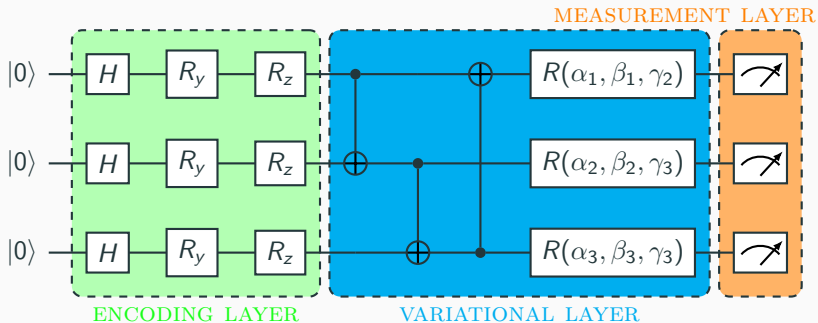 MEASUREMENT LAYER
|0⟩ H R_y R_z R(α₁, β₁, γ₂)
|0⟩ H R_y R_z R(α₂, β₂, γ₃)
|0⟩ H R_y R_z R(α₃, β₃, γ₃)
ENCODING LAYER VARIATIONAL LAYER